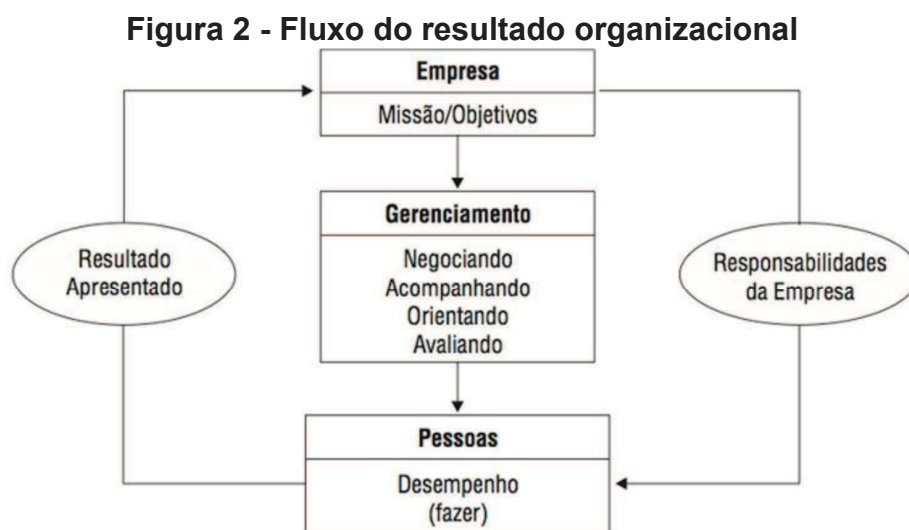 Figura 2 - Fluxo do resultado organizacional
Empresa
Missão/Objetivos
Gerenciamento
Negociando
Acompanhando
Orientando
Avaliando
Resultado
Apresentado
Responsabilidades
da Empresa
Pessoas
Desempenho
(fazer)